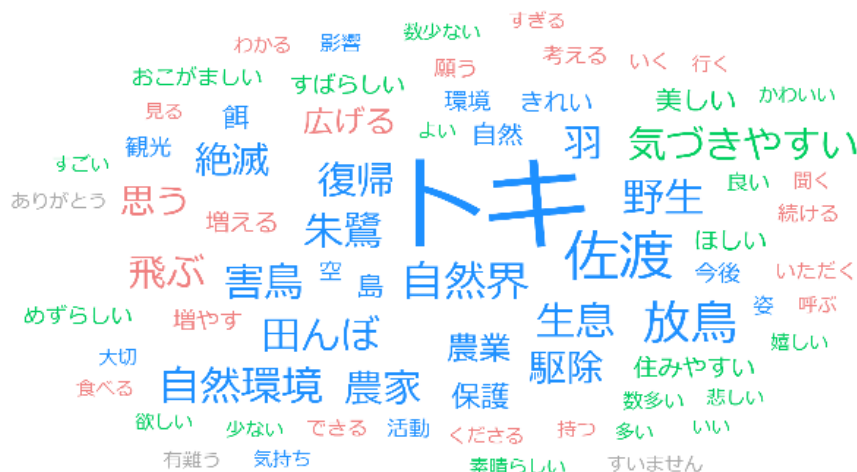 すぎる
数少ない
わかる
影響
考える
いく
行く
願う
おこがましい
すばらしい
環境
きれい
美しい
かわいい
見る
餌
広げる
よい
自然
羽
気づきやすい
観光
絶滅
すごい
復帰
トキ
野生
良い
聞く
ありがとう
思う
増える
朱鷺
続ける
佐渡
ほしい
飛ぶ
害鳥
空
島
自然界
今後
いただく
めずらしい
増やす
田んぼ
生息
放鳥
姿
呼ぶ
嬉しい
大切
農業
駆除
住みやすい
食べる
自然環境
農家
保護
数多い
悲しい
欲しい
少ない
できる
活動
くださる
持つ
多い
いい
有難う
気持ち
素晴らしい
すいません